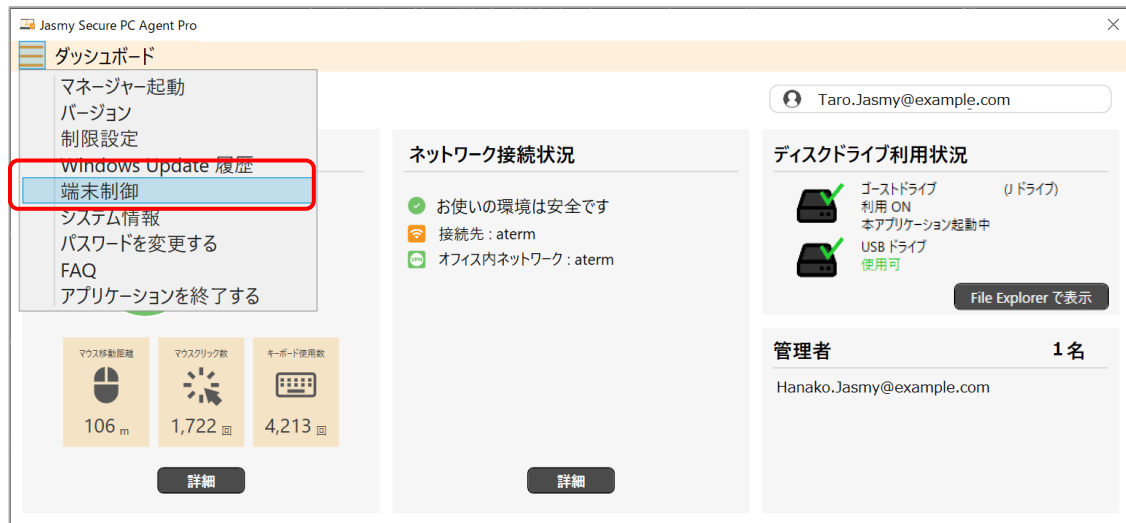 Jasmy Secure PC Agent Pro
ダッシュボード
マネージャー起動
バージョン
制限設定
Windows Update 履歴
端末制御
システム情報
パスワードを変更する
FAQ
アプリケーションを終了する
Taro.Jasmy@example.com
マウス移動距離
106 m
マウスクリック数
1,722 回
キーボード使用数
4,213 回
詳細
ネットワーク接続状況
お使いの環境は安全です
接続先 : aterm
VPN
オフィス内ネットワーク : aterm
詳細
ディスクドライブ利用状況
ゴーストドライブ (J ドライブ)
利用 ON
本アプリケーション起動中
USB ドライブ
使用可
File Explorer で表示
管理者 1 名
Hanako.Jasmy@example.com